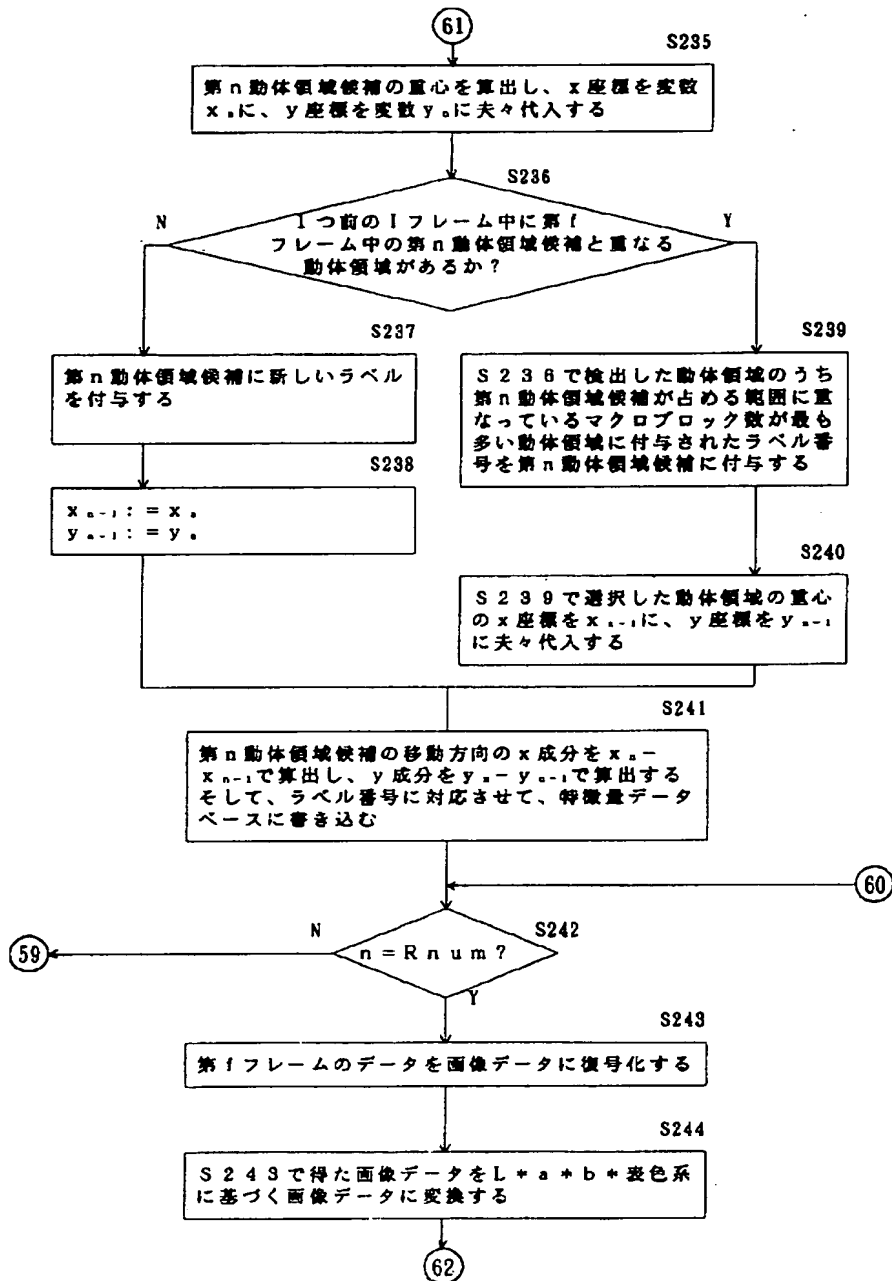 61
S235
第n動体領域候補の重心を算出し、x座標を変数
xₙに、y座標を変数yₙに夫々代入する
S236
N
Y
1つ前のIフレーム中に第f
フレーム中の第n動体領域候補と重なる
動体領域があるか?
S237
第n動体領域候補に新しいラベル
を付与する
S238
xₙ₋₁:=xₙ
yₙ₋₁:=yₙ
S239
S236で検出した動体領域のうち
第n動体領域候補が占める範囲に重
なっているマクロブロック数が最も
多い動体領域に付与されたラベル番
号を第n動体領域候補に付与する
S240
S239で選択した動体領域の重心
のx座標をxₙ₋₁に、y座標をyₙ₋₁
に夫々代入する
S241
第n動体領域候補の移動方向のx成分をxₙ-
xₙ₋₁で算出し、y成分をyₙ-yₙ₋₁で算出する
そして、ラベル番号に対応させて、特徴量データ
ベースに書き込む
60
S242
N
59
n=Rnum?
Y
S243
第fフレームのデータを画像データに復号化する
S244
S243で得た画像データをL*a*b*表色系
に基づく画像データに変換する
62